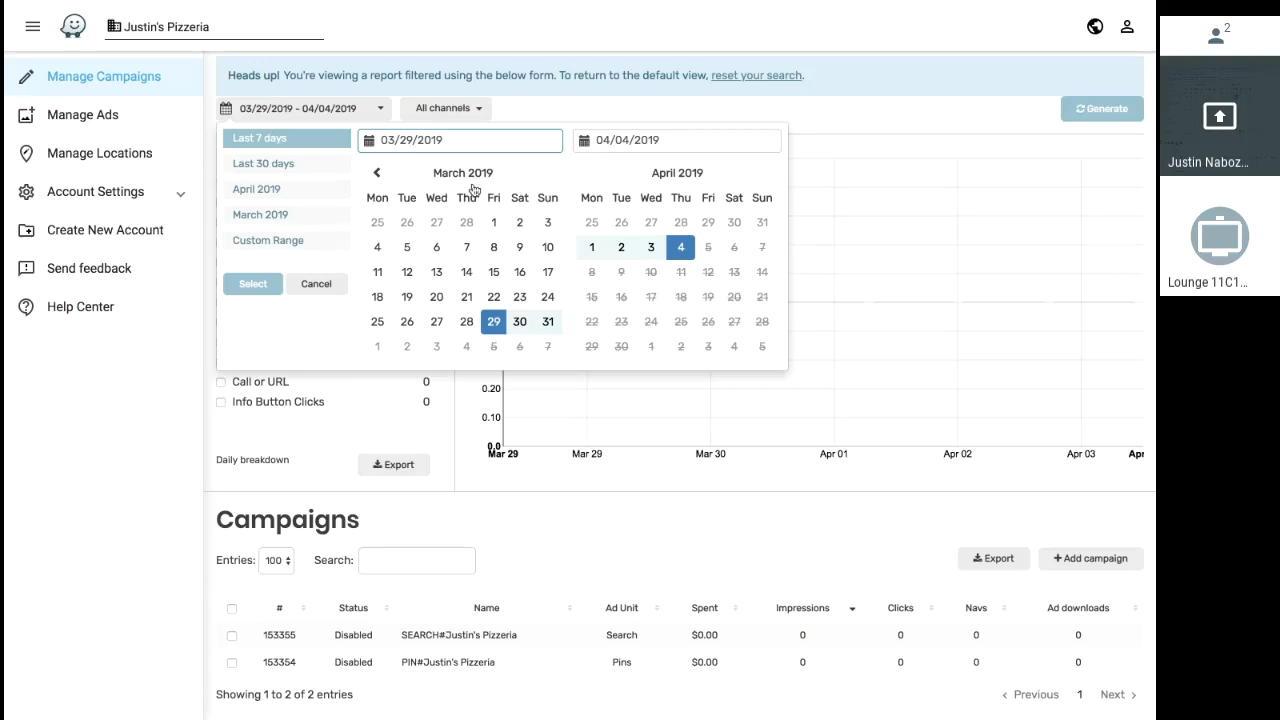 Justin's Pizzeria
Manage Campaigns
Manage Ads
Manage Locations
Account Settings
Create New Account
Send feedback
Help Center
Heads up! You're viewing a report filtered using the below form. To return to the default view, reset your search.
03/29/2019 - 04/04/2019
All channels
Generate
Last 7 days
Last 30 days
April 2019
March 2019
Custom Range
Select Cancel
03/29/2019
04/04/2019
March 2019
Mon Tue Wed Thu Fri Sat Sun
25 26 27 28 1 2 3
4 5 6 7 8 9 10
11 12 13 14 15 16 17
18 19 20 21 22 23 24
25 26 27 28 29 30 31
1 2 3 4 5 6 7
April 2019
Mon Tue Wed Thu Fri Sat Sun
25 26 27 28 29 30 31
1 2 3 4 5 6 7
8 9 10 11 12 13 14
15 16 17 18 19 20 21
22 23 24 25 26 27 28
29 30 1 2 3 4 5
Call or URL 0
Info Button Clicks 0
Daily breakdown
Export
0.20
0.10
0.0
Mar 29 Mar 29 Mar 30 Apr 01 Apr 02 Apr 03 Apr
Campaigns
Entries: 100 Search:
Export
+ Add campaign
# Status Name Ad Unit Spent Impressions Clicks Navs Ad downloads
153355 Disabled SEARCH#Justin's Pizzeria Search $0.00 0 0 0 0
153354 Disabled PIN#Justin's Pizzeria Pins $0.00 0 0 0 0
Showing 1 to 2 of 2 entries
‹ Previous 1 Next ›
2
Justin Naboz...
Lounge 11C1...